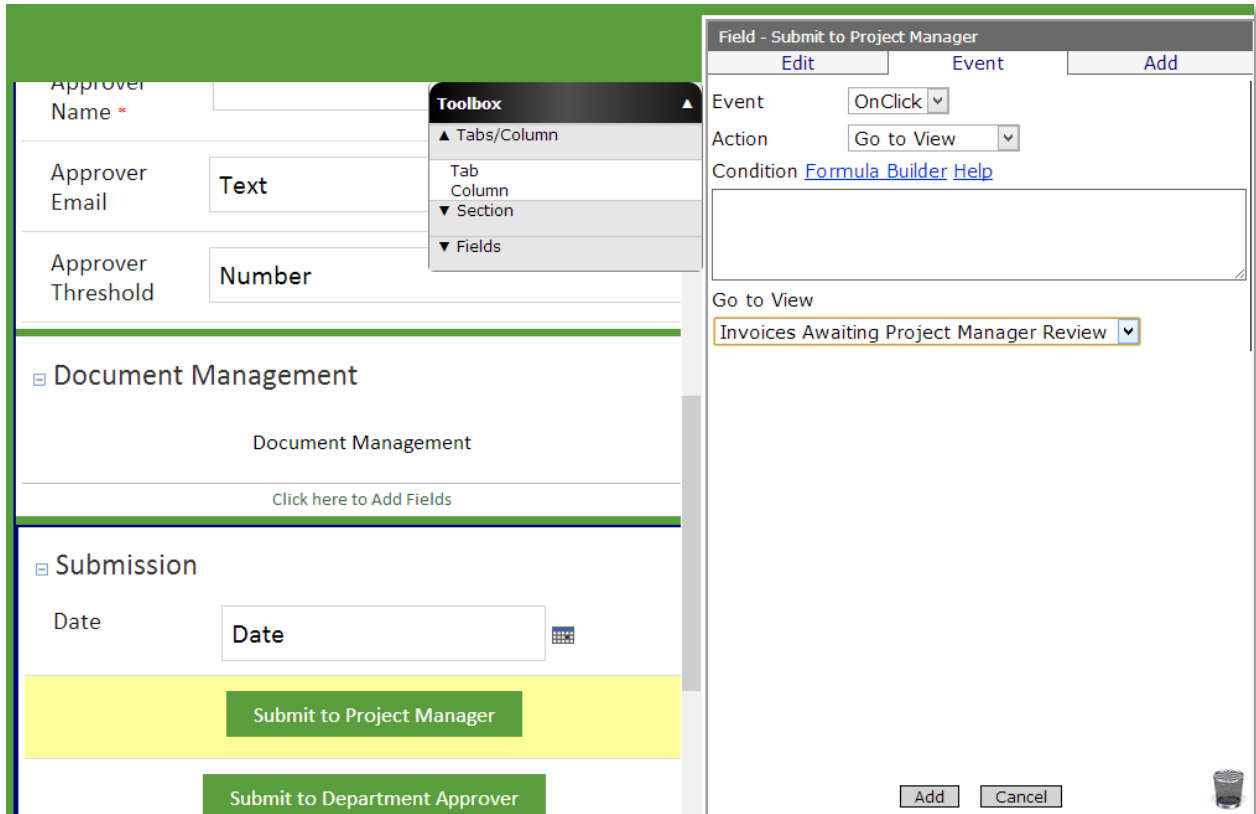 Approver
Name *
Approver
Email
Text
Approver
Threshold
Number
Document Management
Document Management
Click here to Add Fields
Submission
Date
Date
Submit to Project Manager
Submit to Department Approver
Toolbox ▲
▲ Tabs/Column
Tab
Column
▼ Section
▼ Fields
Field - Submit to Project Manager
Edit Event Add
Event OnClick
Action Go to View
Condition Formula Builder Help
Go to View
Invoices Awaiting Project Manager Review
Add Cancel